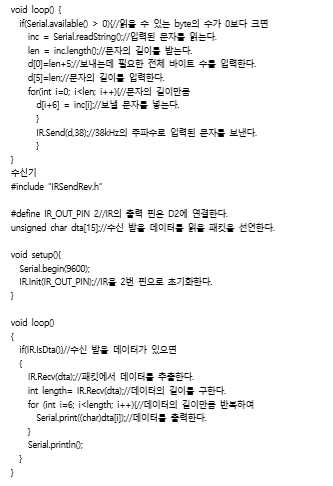 void loop() {
if(Serial.available() > 0){//읽을 수 있는 byte의 수가 0보다 크면
inc = Serial.readString();//입력된 문자를 읽는다.
len = inc.length();//문자의 길이를 받는다.
d[0]=len+5;//보내는데 필요한 전체 바이트 수를 입력한다.
d[5]=len;//문자의 길이를 입력한다.
for(int i=0; i<len; i++){//문자의 길이만큼
d[i+6] = inc[i];//보낼 문자를 넣는다.
}
IR.Send(d,38);//38kHz의 주파수로 입력된 문자를 보낸다.
}
}
수신기
#include "IRSendRev.h"
#define IR_OUT_PIN 2//IR의 출력 핀은 D2에 연결한다.
unsigned char dta[15];//수신 받을 데이터를 읽을 패킷을 선언한다.
void setup(){
Serial.begin(9600);
IR.Init(IR_OUT_PIN);//IR을 2번 핀으로 초기화한다.
}
void loop()
{
if(IR.IsDta())//수신 받을 데이터가 있으면
{
IR.Recv(dta);//패킷에서 데이터를 추출한다.
int length= IR.Recv(dta);//데이터의 길이를 구한다.
for (int i=6; i<length; i++){//데이터의 길이만큼 반복하여
Serial.print((char)dta[i]);//데이터를 출력한다.
}
Serial.println();
}
}